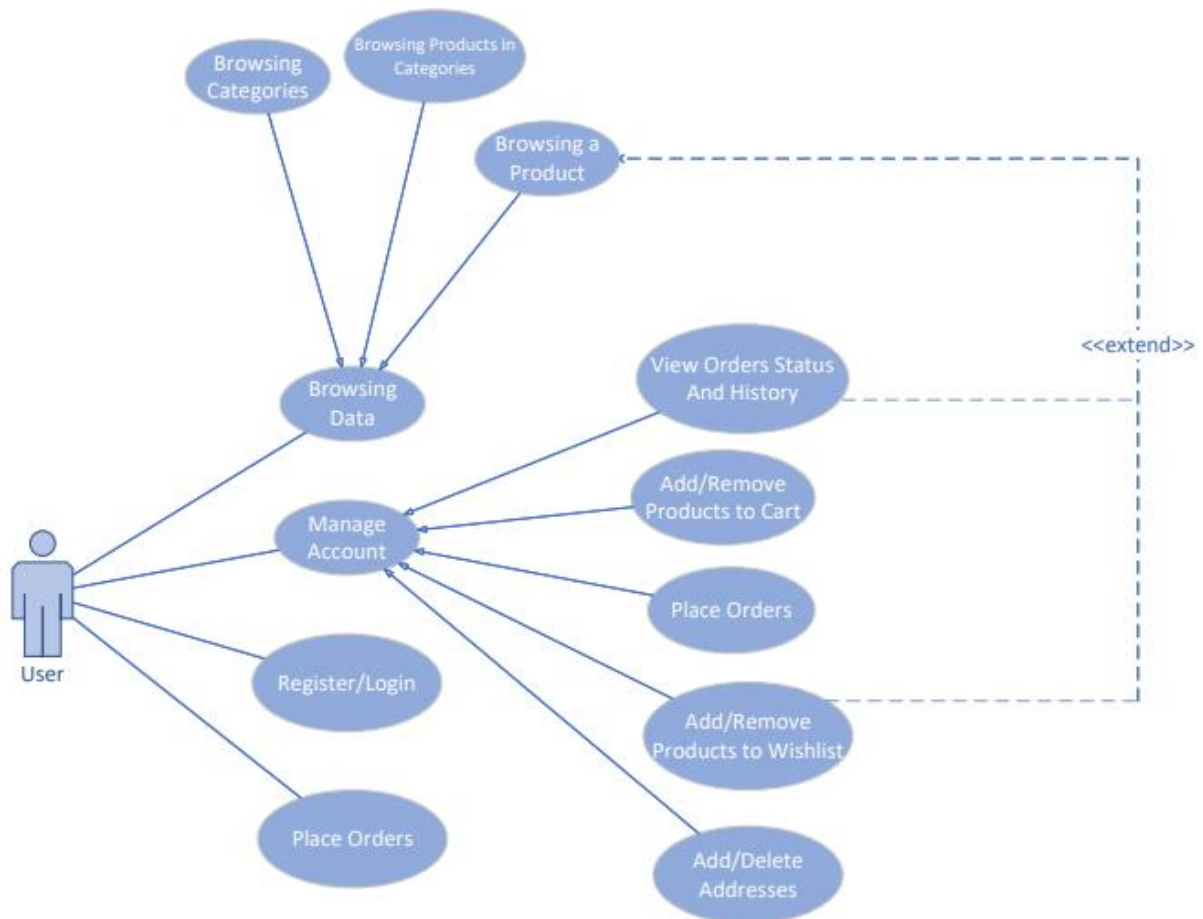 Browsing
Categories
Browsing Products in
Categories
Browsing a
Product
<<extend>>
View Orders Status
And History
Browsing
Data
Add/Remove
Products to Cart
Manage
Account
Place Orders
User
Register/Login
Add/Remove
Products to Wishlist
Place Orders
Add/Delete
Addresses